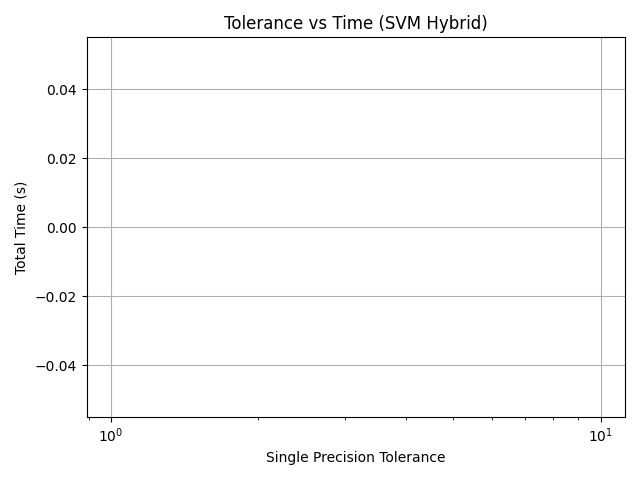 Tolerance vs Time (SVM Hybrid)
Total Time (s)
0.04
0.02
0.00
−0.02
−0.04
10⁰
10¹
Single Precision Tolerance